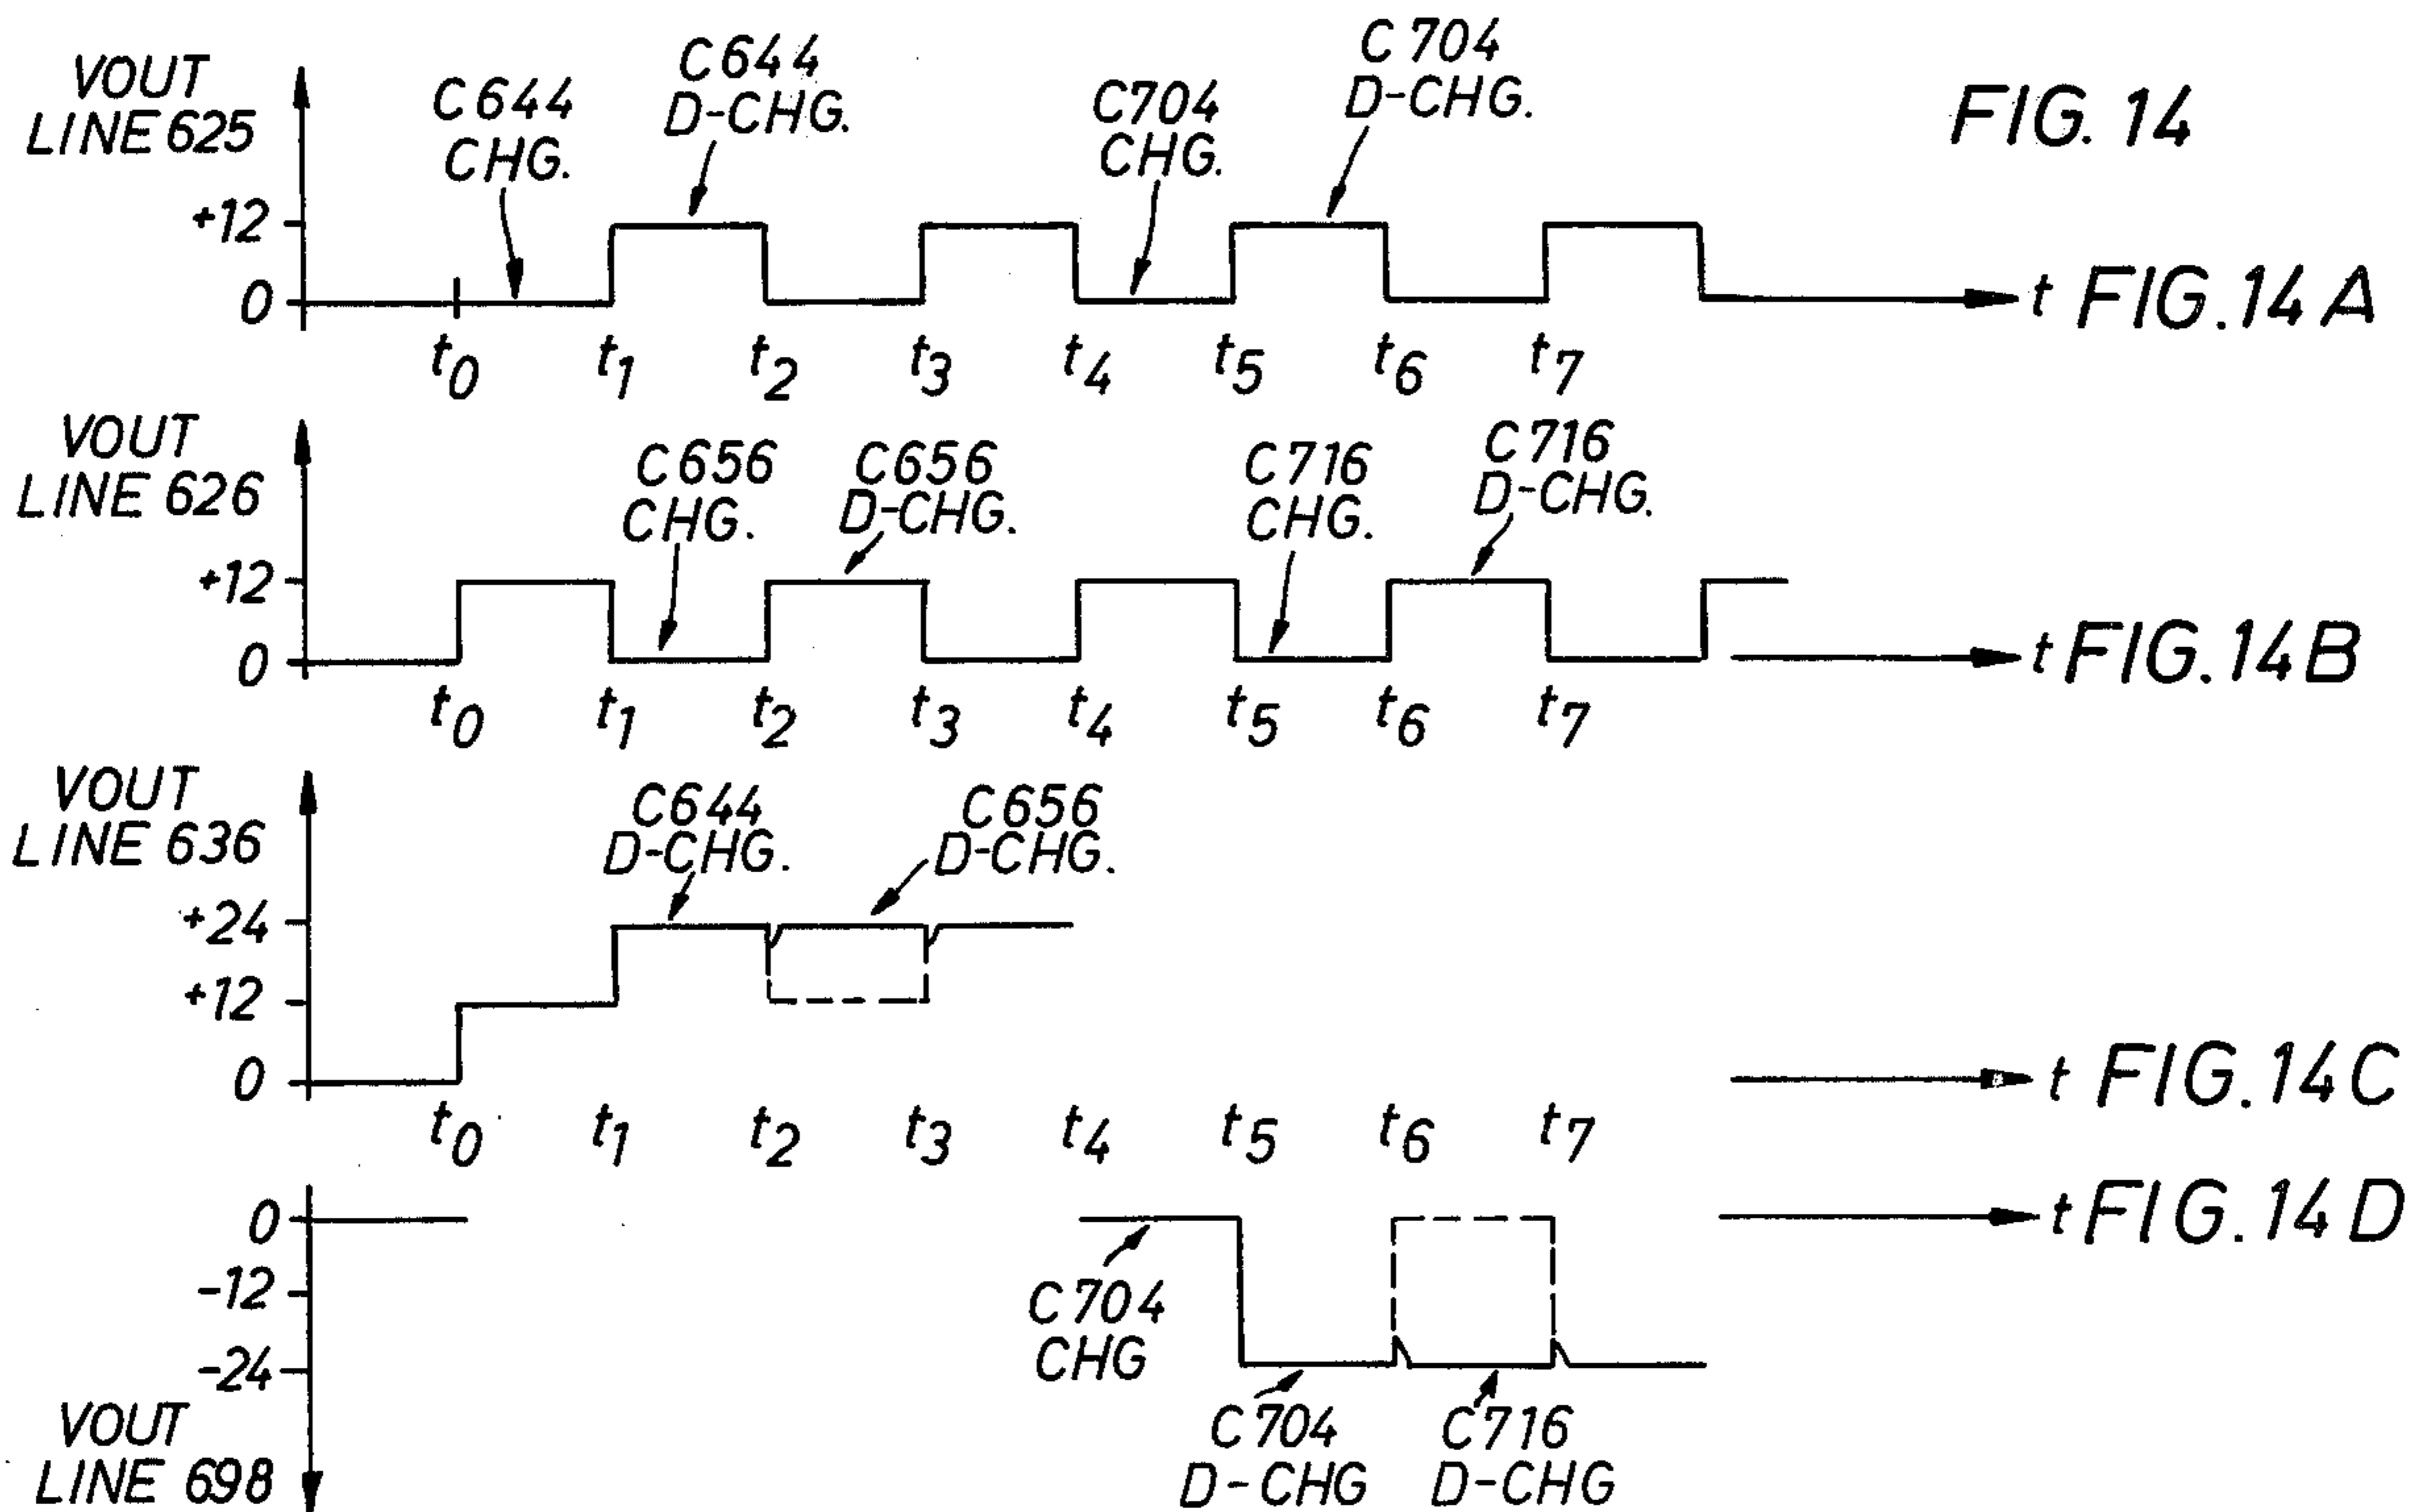 FIG. 14
VOUT
LINE 625
C644
CHG.
C644
D-CHG.
C704
CHG.
C704
D-CHG.
+12
0
t FIG. 14A
t0 t1 t2 t3 t4 t5 t6 t7
VOUT
LINE 626
C656
CHG.
C656
D-CHG.
C716
CHG.
C716
D-CHG.
+12
0
t FIG. 14B
t0 t1 t2 t3 t4 t5 t6 t7
VOUT
LINE 636
C644
D-CHG.
C656
D-CHG.
+24
+12
0
t FIG. 14C
t0 t1 t2 t3 t4 t5 t6 t7
0
-12
-24
VOUT
LINE 698
t FIG. 14D
C704
CHG
C704
D-CHG
C716
D-CHG